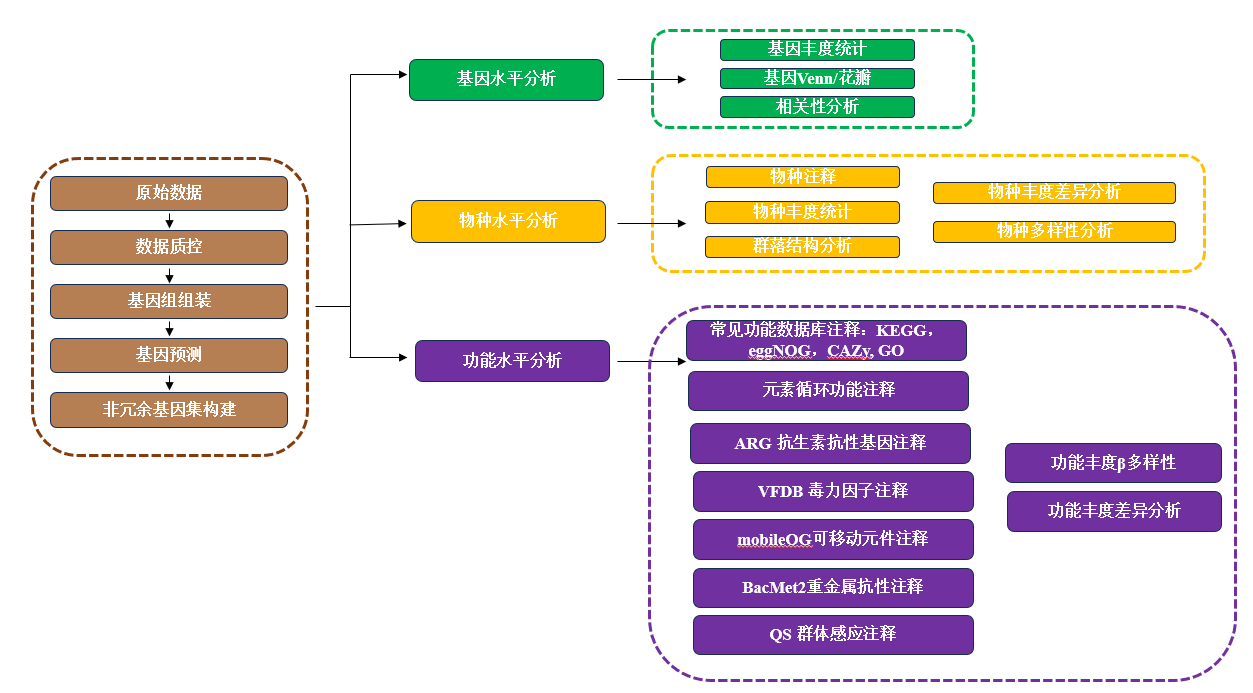 原始数据
数据质控
基因组组装
基因预测
非冗余基因集构建
基因水平分析
基因丰度统计
基因Venn/花瓣
相关性分析
物种水平分析
物种注释
物种丰度统计
群落结构分析
物种丰度差异分析
物种多样性分析
功能水平分析
常见功能数据库注释：KEGG，
eggNOG，CAZy, GO
元素循环功能注释
ARG 抗生素抗性基因注释
VFDB 毒力因子注释
mobileOG可移动元件注释
BacMet2重金属抗性注释
QS 群体感应注释
功能丰度β多样性
功能丰度差异分析